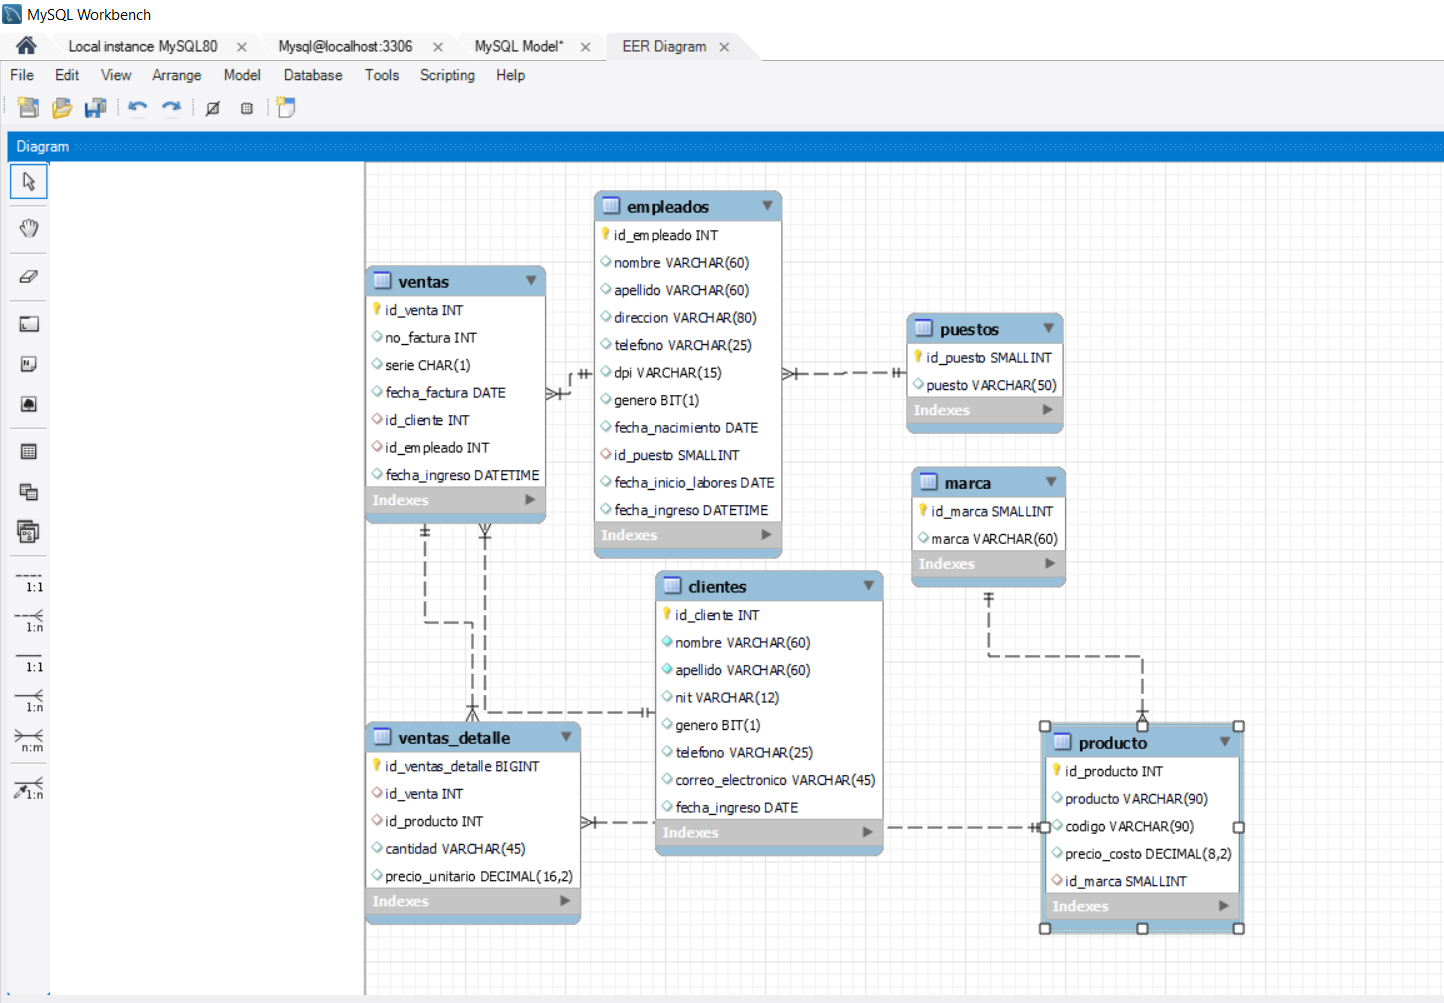 MySQL Workbench
Local instance MySQL80
Mysql@localhost:3306
MySQL Model*
EER Diagram
File Edit View Arrange Model Database Tools Scripting Help
Diagram
1:1
1:n
1:1
1:n
n:m
1:n
ventas
id_venta INT
no_factura INT
serie CHAR(1)
fecha_factura DATE
id_cliente INT
id_empleado INT
fecha_ingreso DATETIME
Indexes
empleados
id_empleado INT
nombre VARCHAR(60)
apellido VARCHAR(60)
direccion VARCHAR(80)
telefono VARCHAR(25)
dpi VARCHAR(15)
genero BIT(1)
fecha_nacimiento DATE
id_puesto SMALLINT
fecha_inicio_labores DATE
fecha_ingreso DATETIME
Indexes
puestos
id_puesto SMALLINT
puesto VARCHAR(50)
Indexes
marca
id_marca SMALLINT
marca VARCHAR(60)
Indexes
clientes
id_cliente INT
nombre VARCHAR(60)
apellido VARCHAR(60)
nit VARCHAR(12)
genero BIT(1)
telefono VARCHAR(25)
correo_electronico VARCHAR(45)
fecha_ingreso DATE
Indexes
ventas_detalle
id_ventas_detalle BIGINT
id_venta INT
id_producto INT
cantidad VARCHAR(45)
precio_unitario DECIMAL(16,2)
Indexes
producto
id_producto INT
producto VARCHAR(90)
codigo VARCHAR(90)
precio_costo DECIMAL(8,2)
id_marca SMALLINT
Indexes